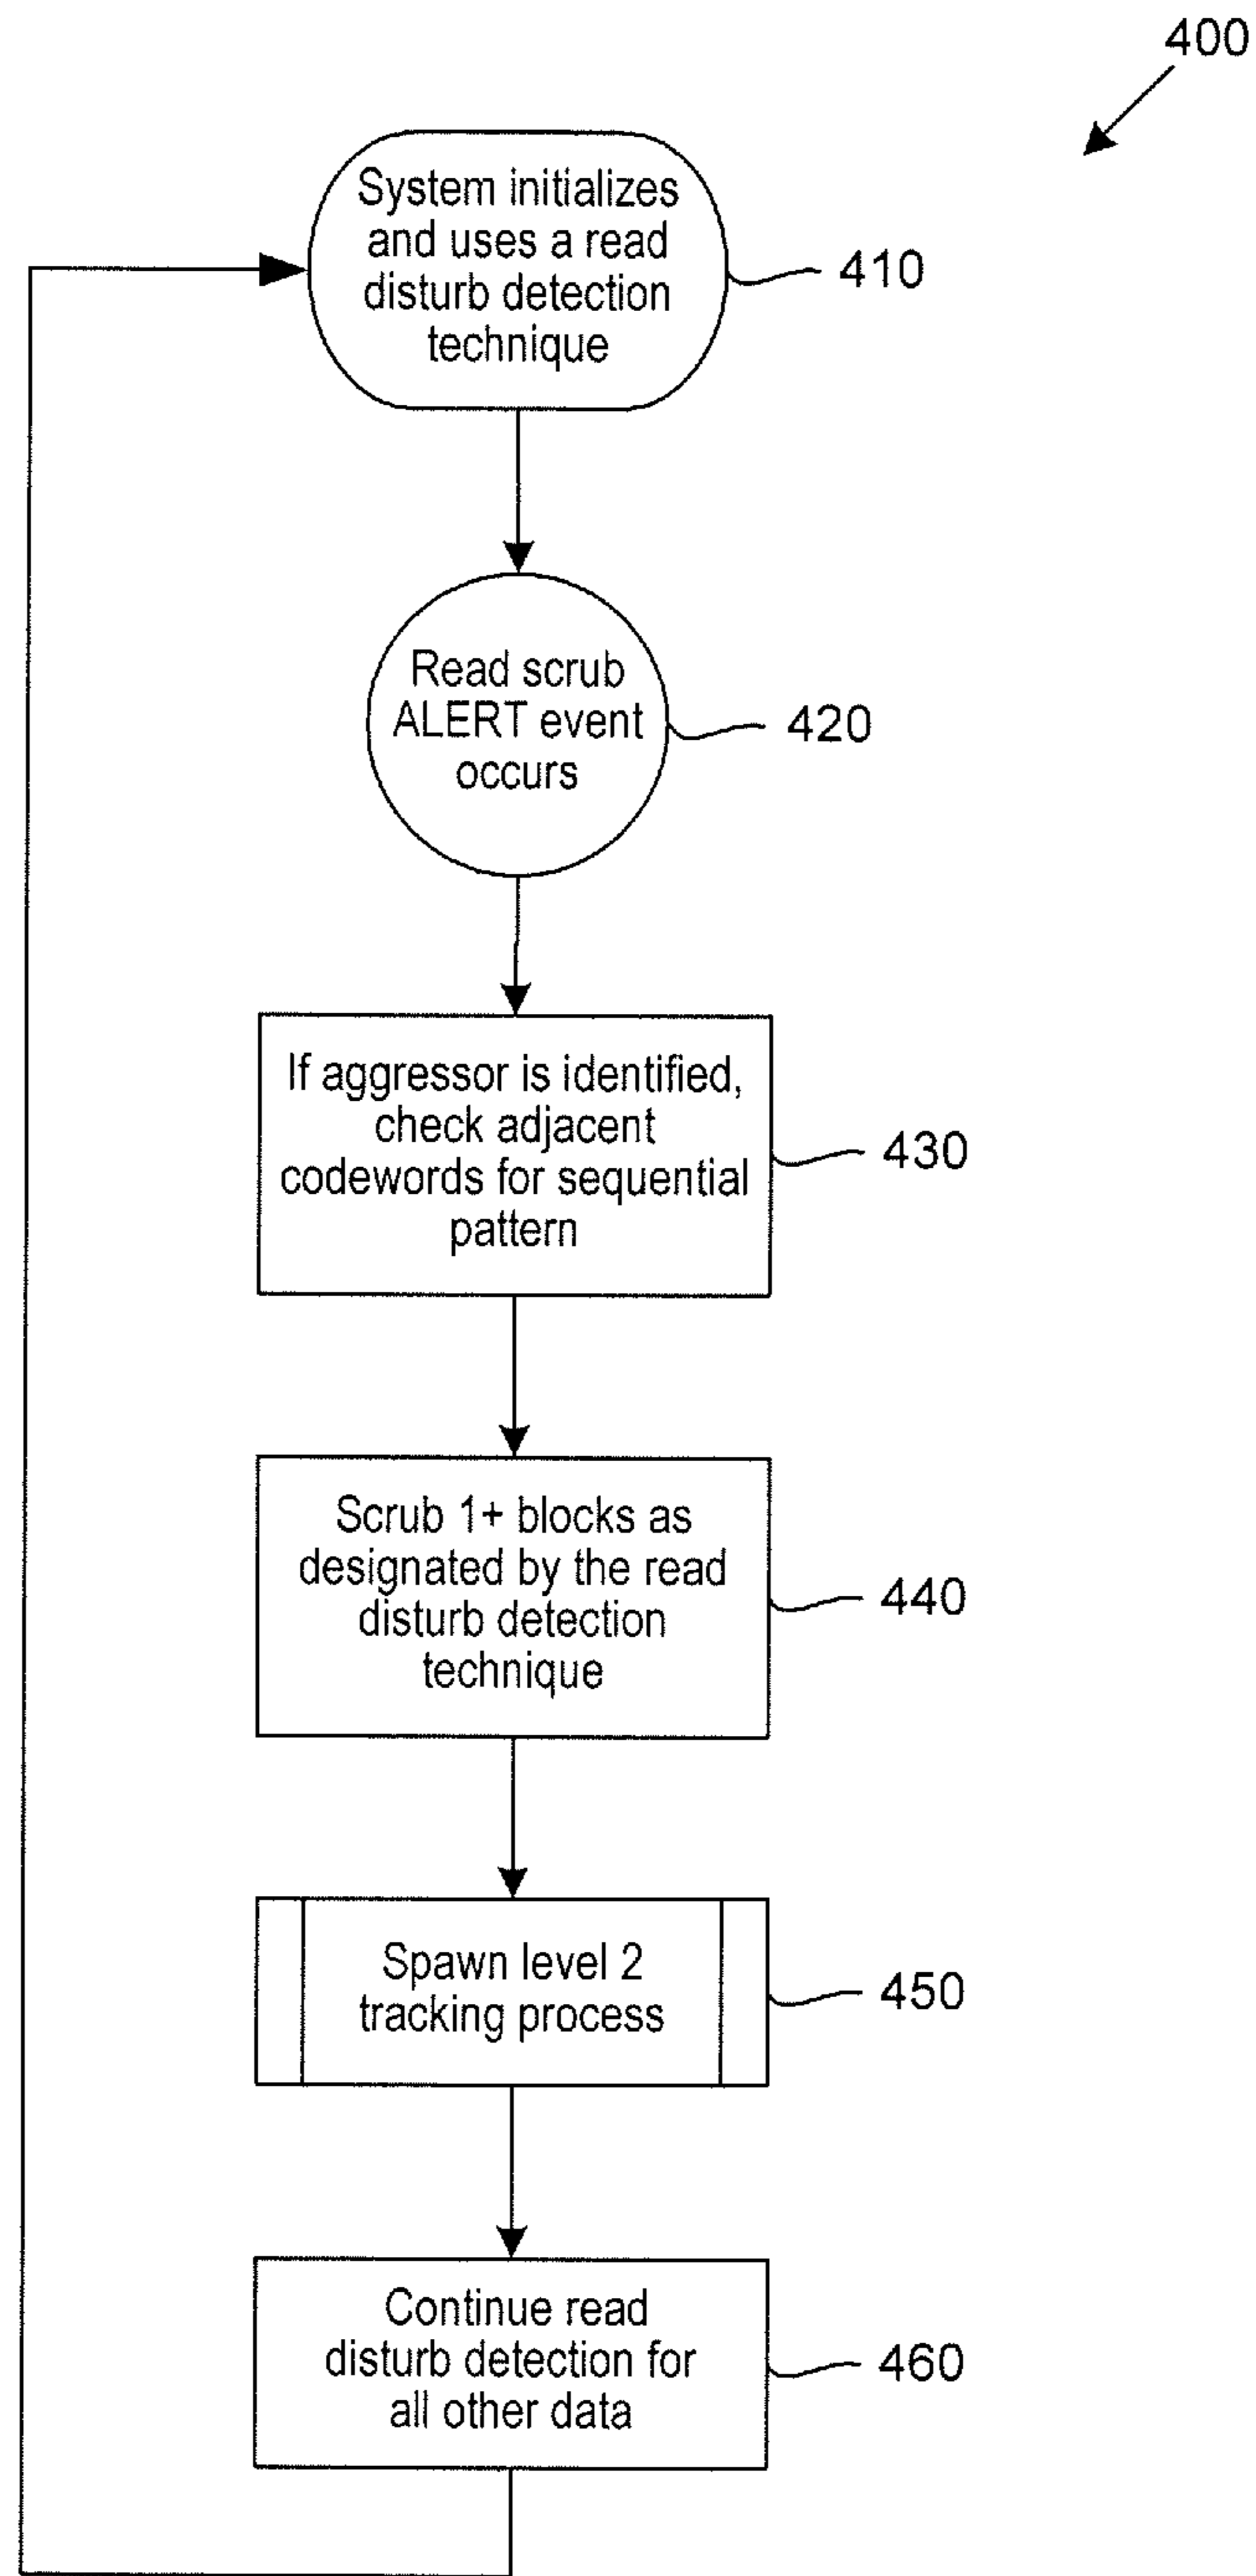 400
System initializes
and uses a read
disturb detection
technique
410
Read scrub
ALERT event
occurs
420
If aggressor is identified,
check adjacent
codewords for sequential
pattern
430
Scrub 1+ blocks as
designated by the read
disturb detection
technique
440
Spawn level 2
tracking process
450
Continue read
disturb detection for
all other data
460